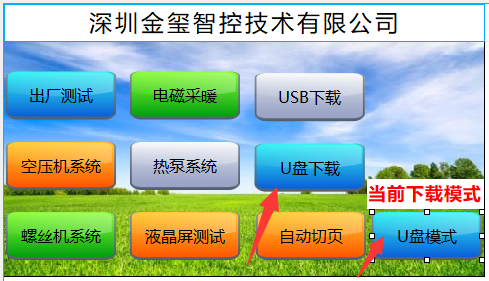 深圳金玺智控技术有限公司
出厂测试 电磁采暖 USB下载
空压机系统 热泵系统 U盘下载
当前下载模式
螺丝机系统 液晶屏测试 自动切页 U盘模式